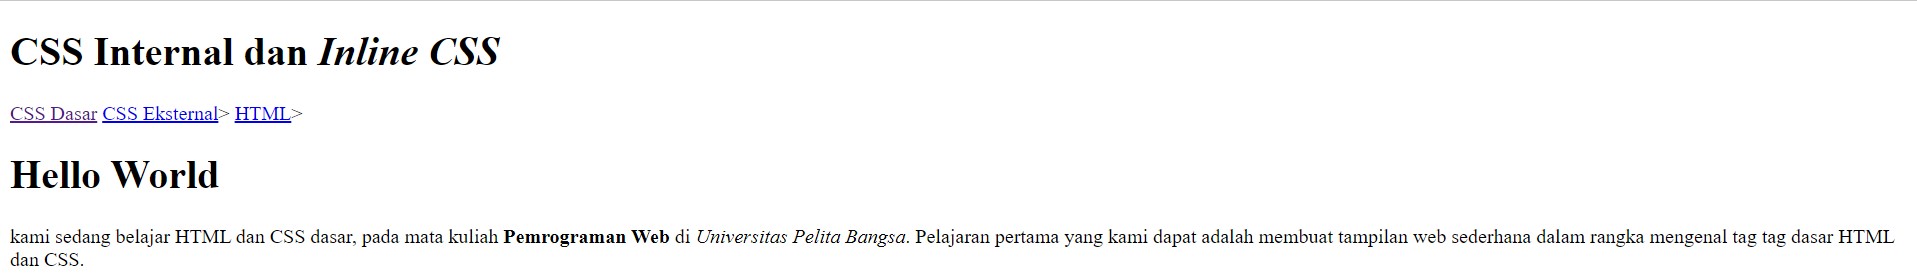 CSS Internal dan Inline CSS
CSS Dasar CSS Eksternal> HTML>
Hello World
kami sedang belajar HTML dan CSS dasar, pada mata kuliah Pemrograman Web di Universitas Pelita Bangsa. Pelajaran pertama yang kami dapat adalah membuat tampilan web sederhana dalam rangka mengenal tag tag dasar HTML
dan CSS.